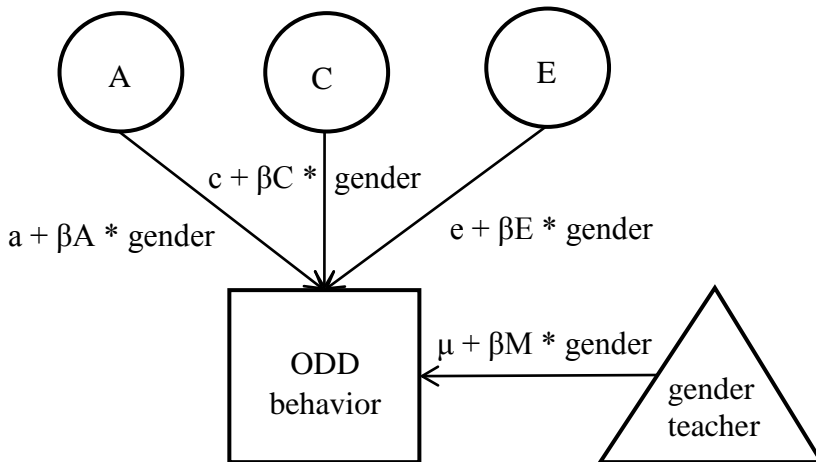 A
C
E
c + βC * gender
a + βA * gender
e + βE * gender
μ + βM * gender
ODD
behavior
gender
teacher